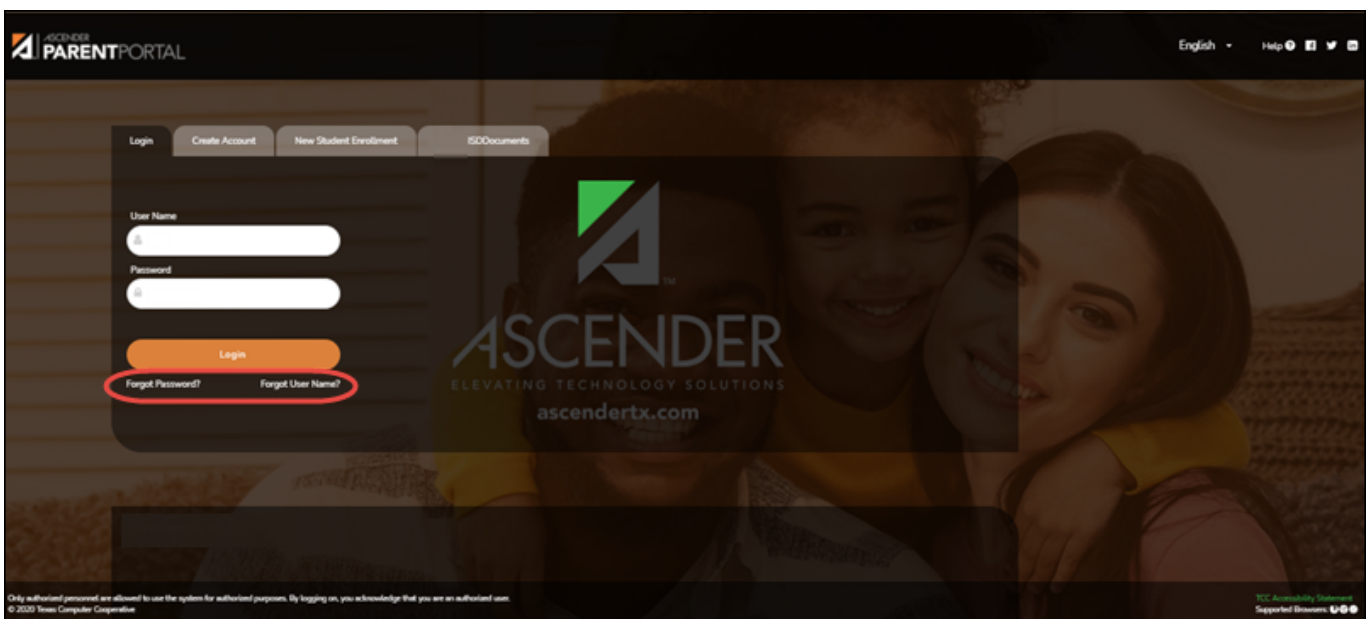 ASCENDER
PARENTPORTAL
English
Help
Login
Create Account
New Student Enrollment
ISDDocuments
User Name
Password
Login
Forgot Password?
Forgot User Name?
ASCENDER
ELEVATING TECHNOLOGY SOLUTIONS
ascendertx.com
TM
Only authorized personnel are allowed to use the system for authorized purposes. By logging on, you acknowledge that you are an authorized user.
© 2020 Texas Computer Cooperative
TCC Accessibility Statement
Supported Browsers: